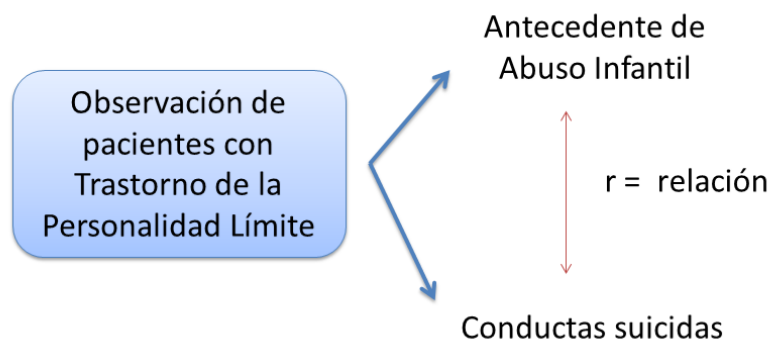 Observación de
pacientes con
Trastorno de la
Personalidad Límite
Antecedente de
Abuso Infantil
r = relación
Conductas suicidas